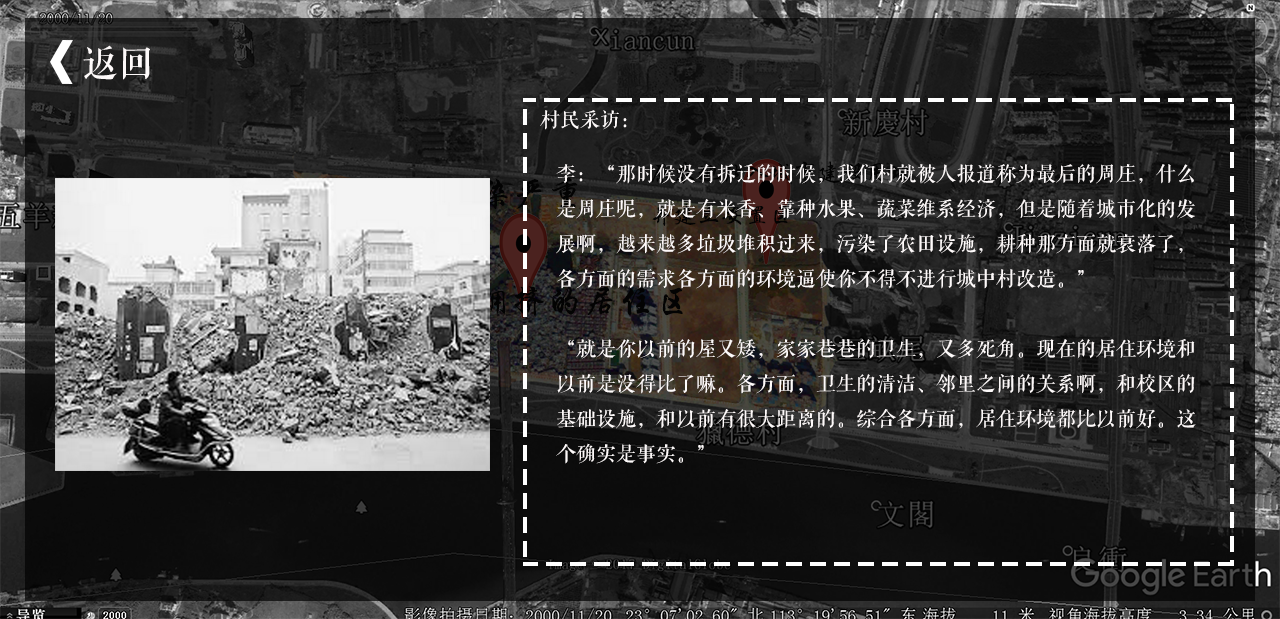 2000/11/20
Xiancun
返回
新慶村
村民采访：
李：“那时候没有拆迁的时候，我们村就被人报道称为最后的周庄，什么
是周庄呢，就是有米香、靠种水果、蔬菜维系经济，但是随着城市化的发
展啊，越来越多垃圾堆积过来，污染了农田设施，耕种那方面就衰落了，
各方面的需求各方面的环境逼使你不得不进行城中村改造。”
五羊
用拆的居住区
“就是你以前的屋又矮，家家巷巷的卫生，又多死角。现在的居住环境和
以前是没得比了嘛。各方面，卫生的清洁、邻里之间的关系啊，和校区的
基础设施，和以前有很大距离的。综合各方面，居住环境都比以前好。这
个确实是事实。”
獵德村
文閣
Google Earth
导览
2000
影像拍摄日期：2000/11/20 23°07'02.60" 北 113°19'56.51" 东 海拔 11 米 视角海拔高度 3.34 公里